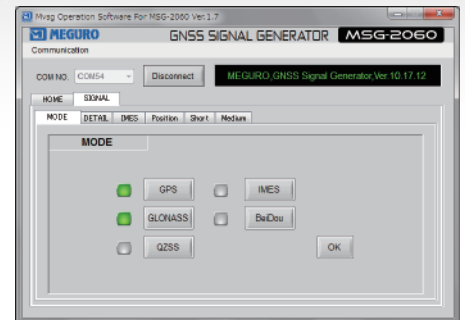 Mvsg Operation Software For MSG-2060 Ver.1.7
MEGURO GNSS SIGNAL GENERATOR MSG-2060
Communication
COM NO. COM54 Disconnect MEGURO,GNSS Signal Generator,Ver.10.17.12
HOME SIGNAL
MODE DETAIL IMES Position Short Medium
MODE
GPS IMES
GLONASS BeiDou
QZSS OK